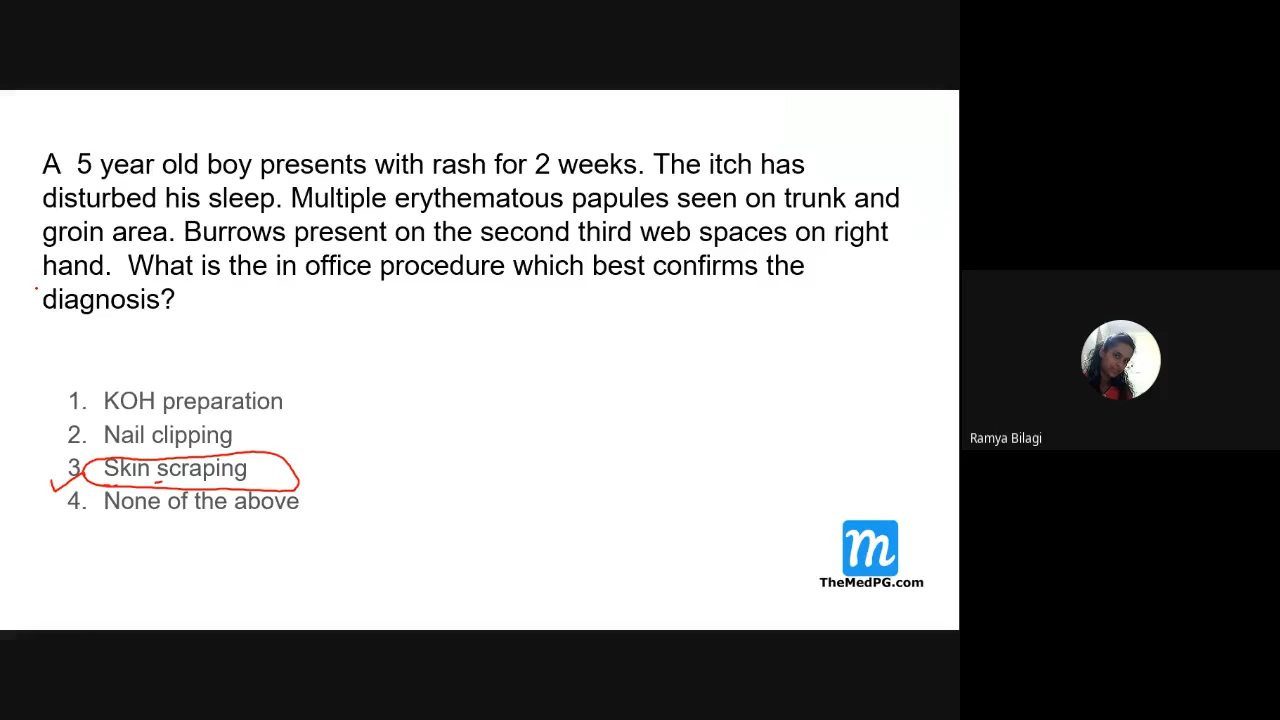 A 5 year old boy presents with rash for 2 weeks. The itch has
disturbed his sleep. Multiple erythematous papules seen on trunk and
groin area. Burrows present on the second third web spaces on right
hand. What is the in office procedure which best confirms the
diagnosis?
1. KOH preparation
2. Nail clipping
3. Skin scraping
4. None of the above
m
TheMedPG.com
Ramya Bilagi